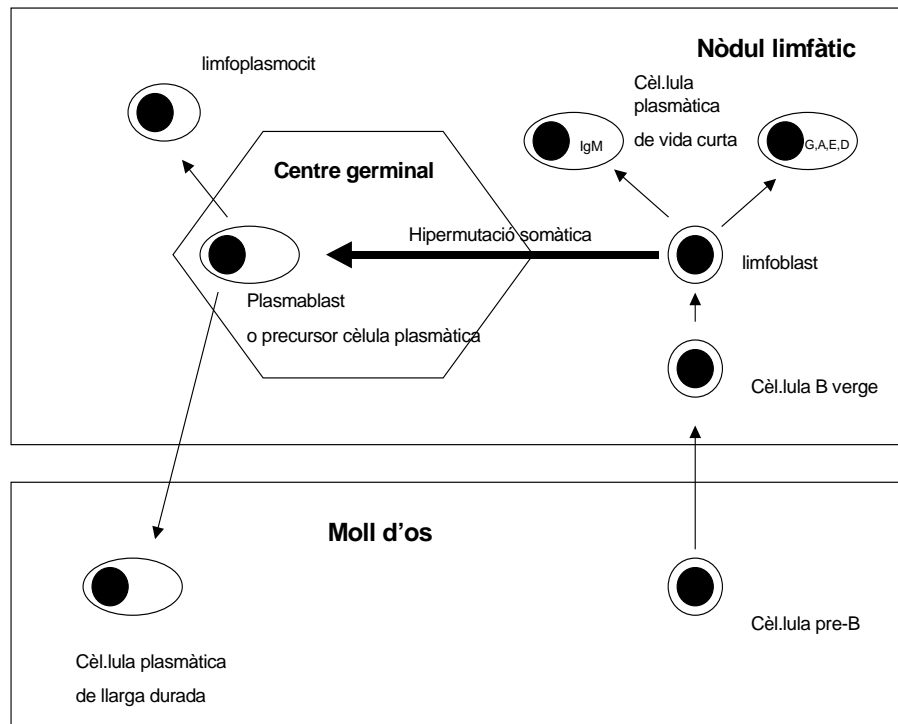 Nòdul limfàtic
limfoplasmocit
Cèl.lula
plasmàtica
de vida curta
IgM
G,A,E,D
Centre germinal
Hipermutació somàtica
limfoblast
Plasmablast
o precursor cèlula plasmàtica
Cèl.lula B verge
Moll d'os
Cèl.lula pre-B
Cèl.lula plasmàtica
de llarga durada